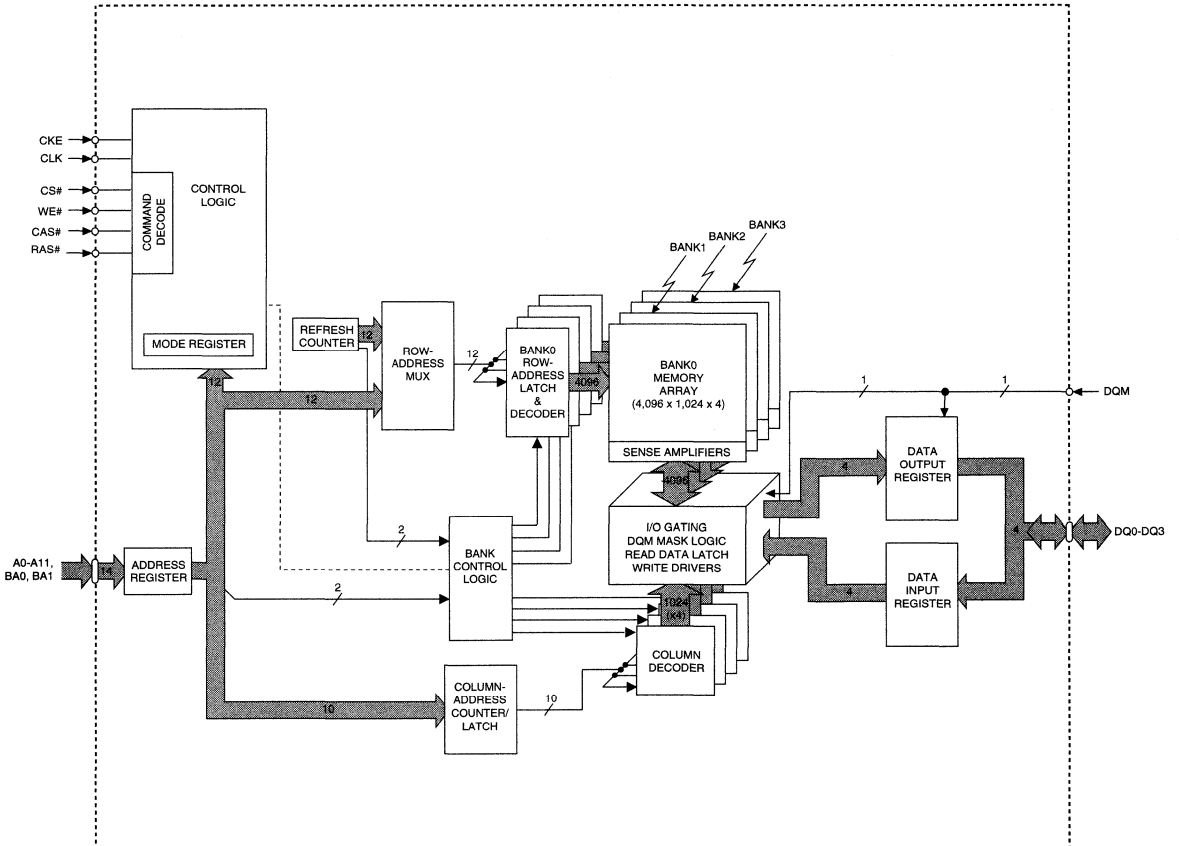 CKE
CLK
CS#
WE#
CAS#
RAS#
COMMAND
DECODE
CONTROL
LOGIC
MODE REGISTER
12
BANK1
BANK2
BANK3
REFRESH
COUNTER
12
ROW-
ADDRESS
MUX
12
12
BANK0
ROW-
ADDRESS
LATCH
&
DECODER
4096
BANK0
MEMORY
ARRAY
(4,096 x 1,024 x 4)
SENSE AMPLIFIERS
4096
I/O GATING
DQM MASK LOGIC
READ DATA LATCH
WRITE DRIVERS
1
1
DQM
4
DATA
OUTPUT
REGISTER
4
DQ0-DQ3
4
DATA
INPUT
REGISTER
A0-A11,
BA0, BA1
14
ADDRESS
REGISTER
2
2
BANK
CONTROL
LOGIC
1024
(x4)
COLUMN
DECODER
10
COLUMN-
ADDRESS
COUNTER/
LATCH
10